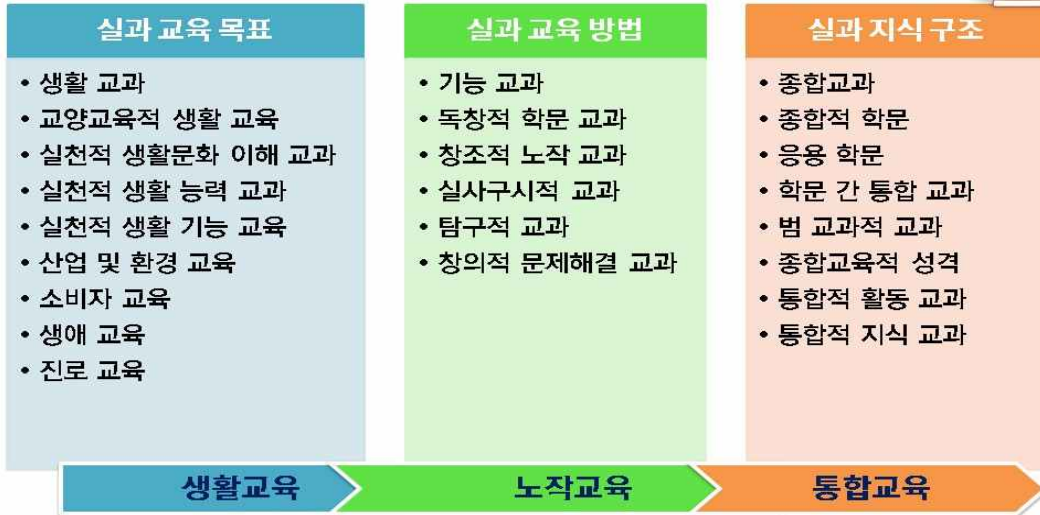 실과 교육 목표
• 생활 교과
• 교양교육적 생활 교육
• 실천적 생활문화 이해 교과
• 실천적 생활 능력 교과
• 실천적 생활 기능 교육
• 산업 및 환경 교육
• 소비자 교육
• 생애 교육
• 진로 교육
실과 교육 방법
• 기능 교과
• 독창적 학문 교과
• 창조적 노작 교과
• 실사구시적 교과
• 탐구적 교과
• 창의적 문제해결 교과
실과 지식 구조
• 종합교과
• 종합적 학문
• 응용 학문
• 학문 간 통합 교과
• 범 교과적 교과
• 종합교육적 성격
• 통합적 활동 교과
• 통합적 지식 교과
생활교육
노작교육
통합교육